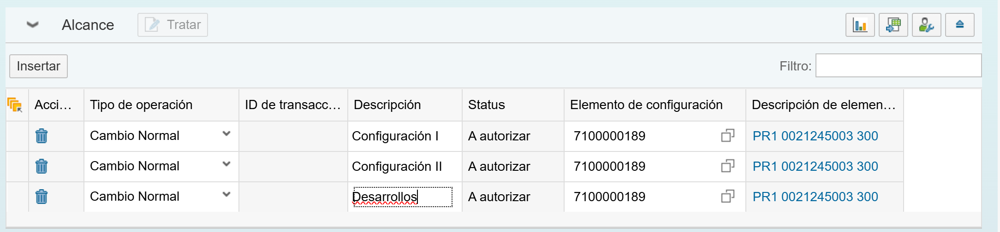 Alcance Tratar
Insertar Filtro:
Acci... Tipo de operación ID de transacc... Descripción Status Elemento de configuración Descripción de elemen...
Cambio Normal Configuración I A autorizar 7100000189 PR1 0021245003 300
Cambio Normal Configuración II A autorizar 7100000189 PR1 0021245003 300
Cambio Normal Desarrollos A autorizar 7100000189 PR1 0021245003 300